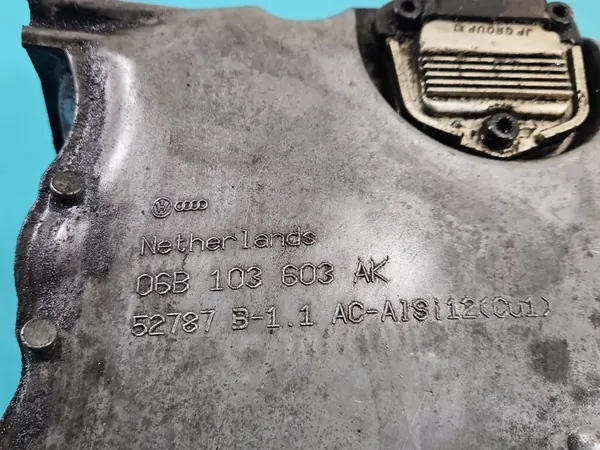 JP GROUP
Netherlands
06B 103 603 AK
52787 B-1.1 AC-AlSi12(Cu1)